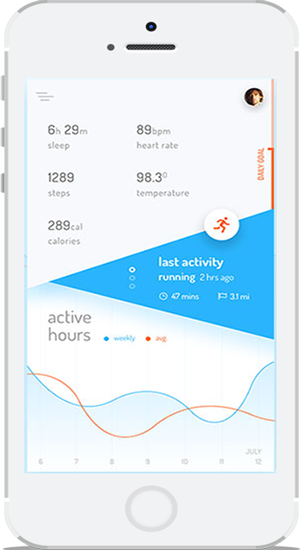 6h 29m
sleep
89bpm
heart rate
DAILY GOAL
1289
steps
98.3°
temperature
289cal
calories
last activity
running 2 hrs ago
47 mins
3.1 mi
active
hours
weekly
avg.
JULY
6 7 8 9 10 11 12